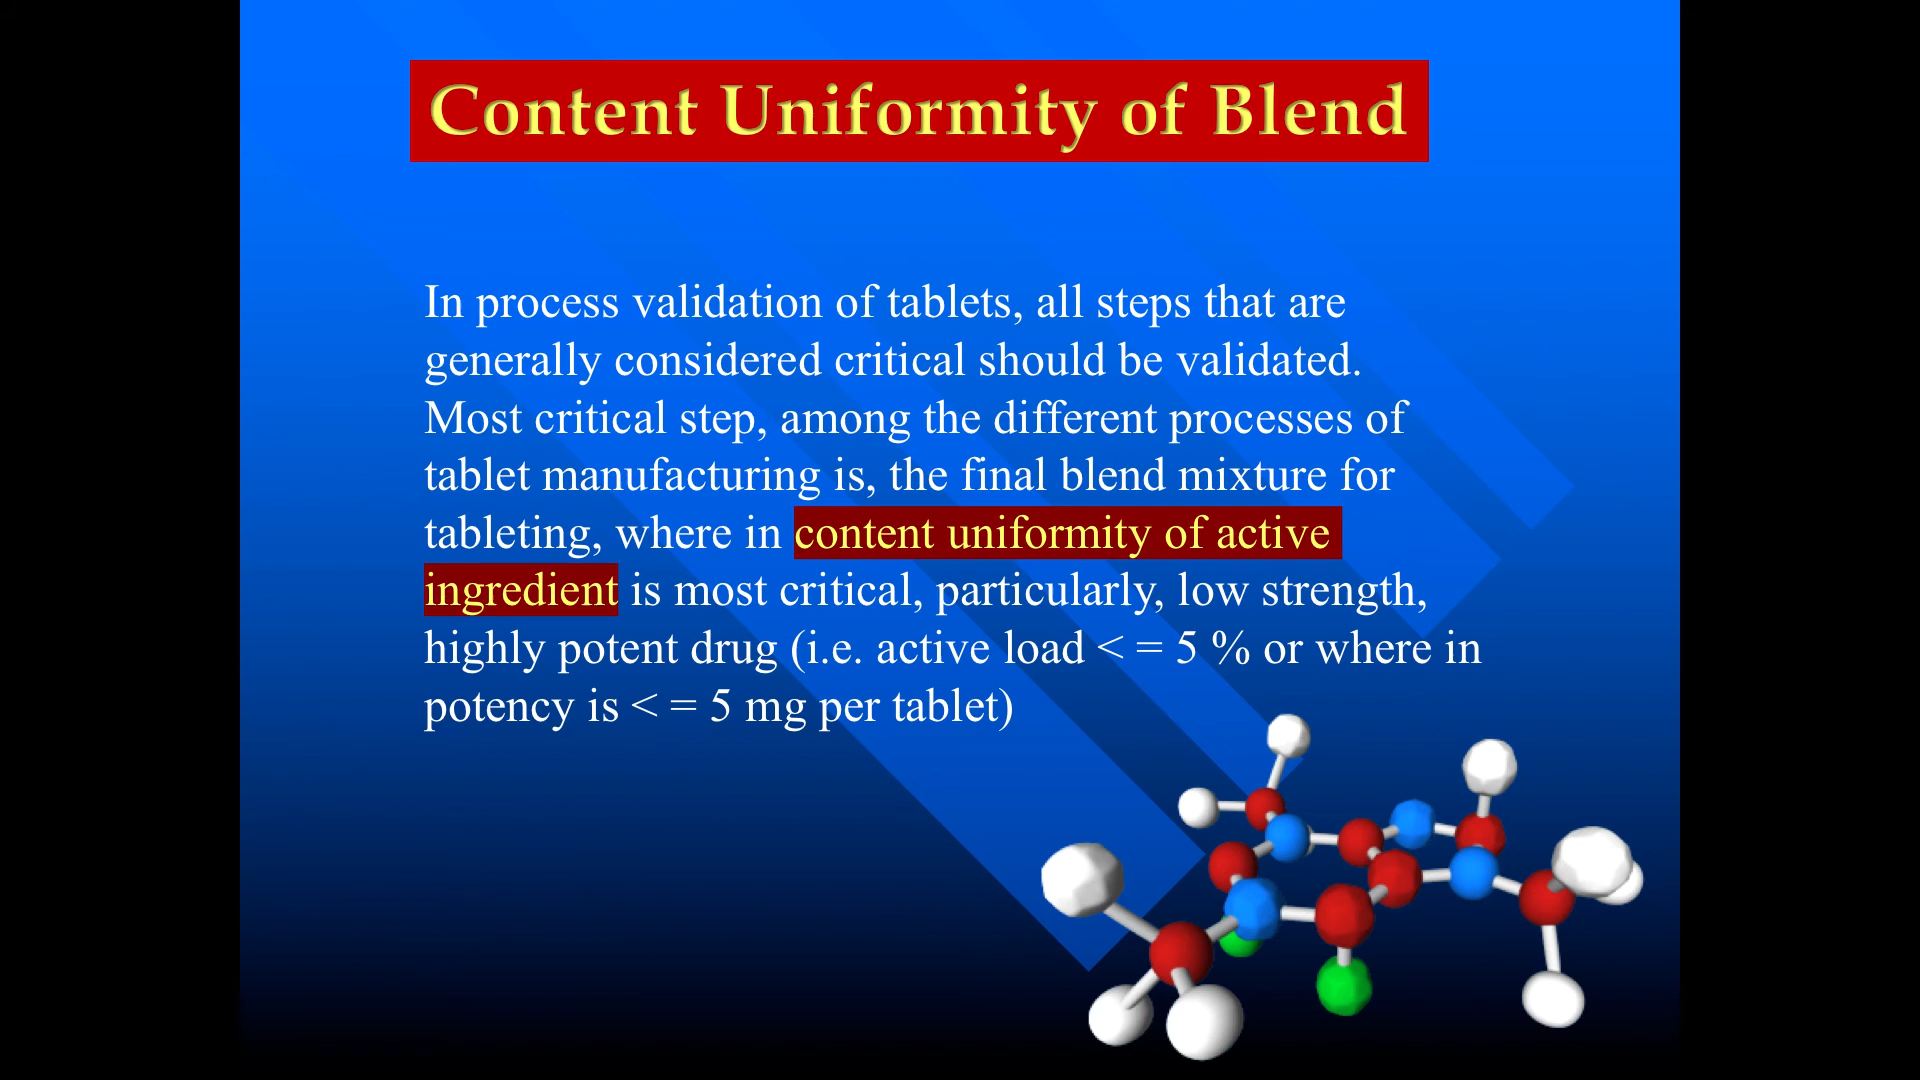 Content Uniformity of Blend
In process validation of tablets, all steps that are
generally considered critical should be validated.
Most critical step, among the different processes of
tablet manufacturing is, the final blend mixture for
tableting, where in content uniformity of active
ingredient is most critical, particularly, low strength,
highly potent drug (i.e. active load < = 5 % or where in
potency is < = 5 mg per tablet)